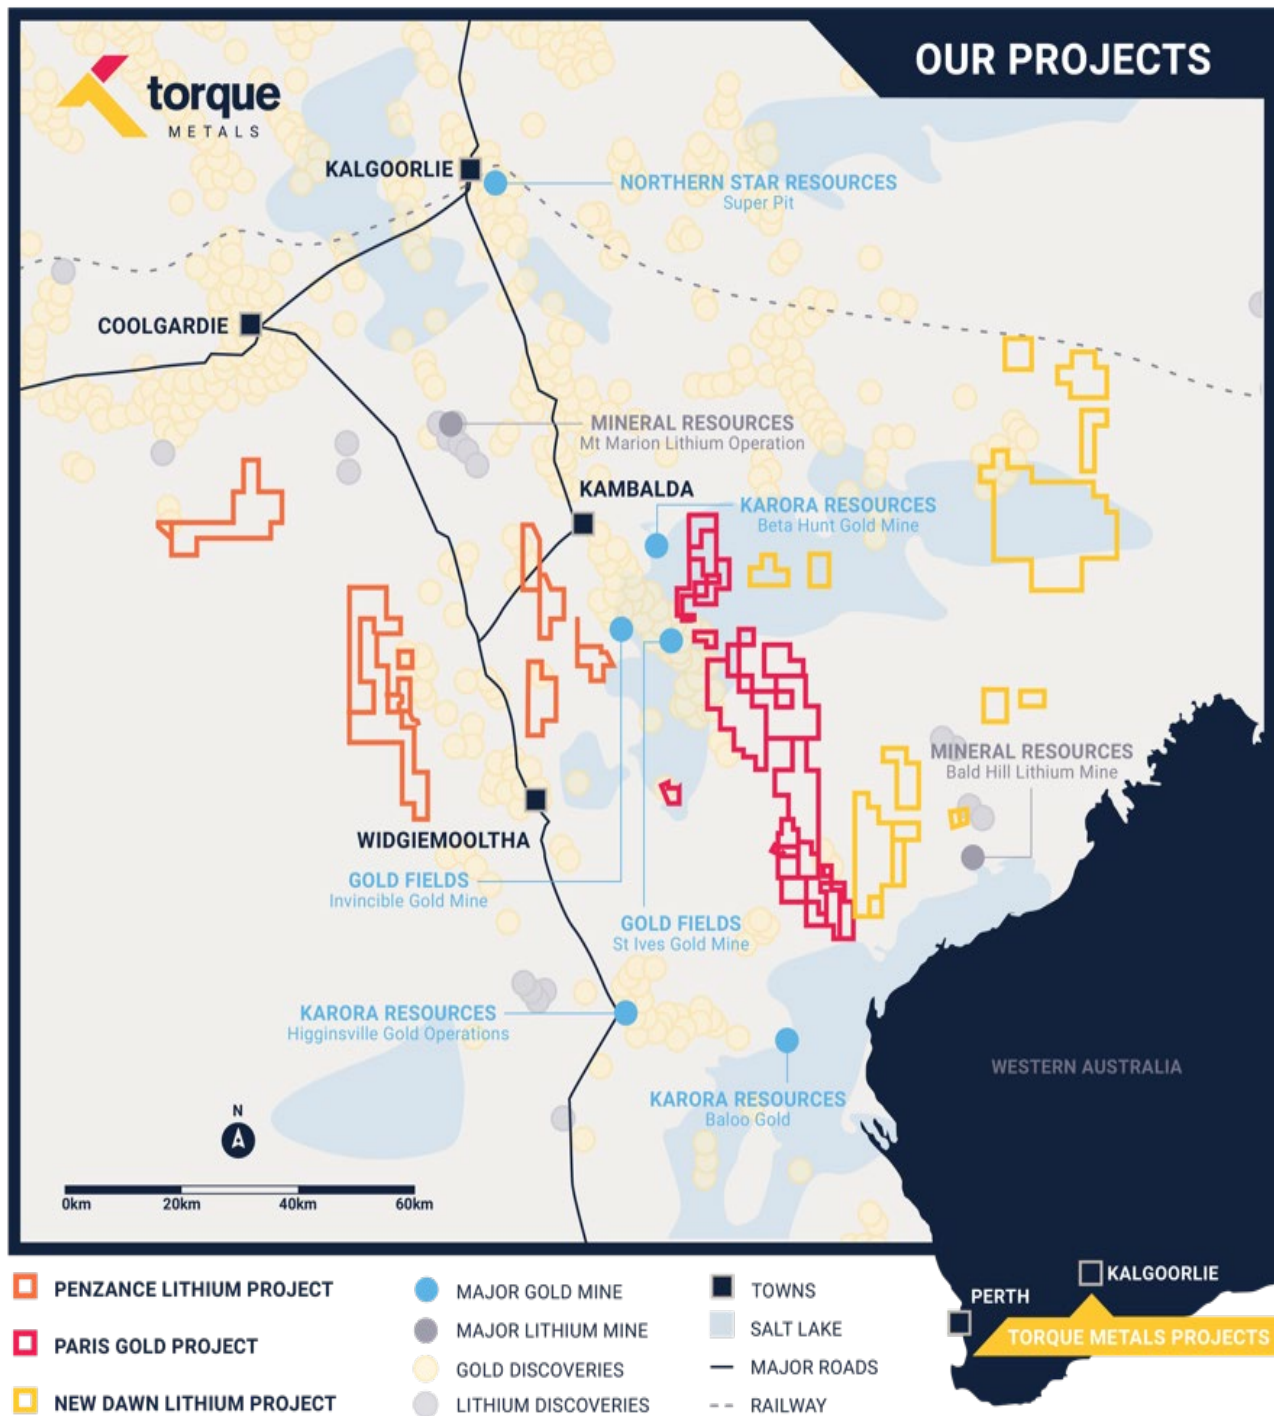 OUR PROJECTS
torque
METALS
KALGOORLIE
NORTHERN STAR RESOURCES
Super Pit
COOLGARDIE
MINERAL RESOURCES
Mt Marion Lithium Operation
KAMBALDA
KARORA RESOURCES
Beta Hunt Gold Mine
MINERAL RESOURCES
Bald Hill Lithium Mine
WIDGIEMOOLTHA
GOLD FIELDS
Invincible Gold Mine
GOLD FIELDS
St Ives Gold Mine
KARORA RESOURCES
Higginsville Gold Operations
WESTERN AUSTRALIA
KARORA RESOURCES
Baloo Gold
N
0km 20km 40km 60km
PENZANCE LITHIUM PROJECT
PARIS GOLD PROJECT
NEW DAWN LITHIUM PROJECT
MAJOR GOLD MINE
MAJOR LITHIUM MINE
GOLD DISCOVERIES
LITHIUM DISCOVERIES
TOWNS
SALT LAKE
MAJOR ROADS
RAILWAY
KALGOORLIE
PERTH
TORQUE METALS PROJECTS